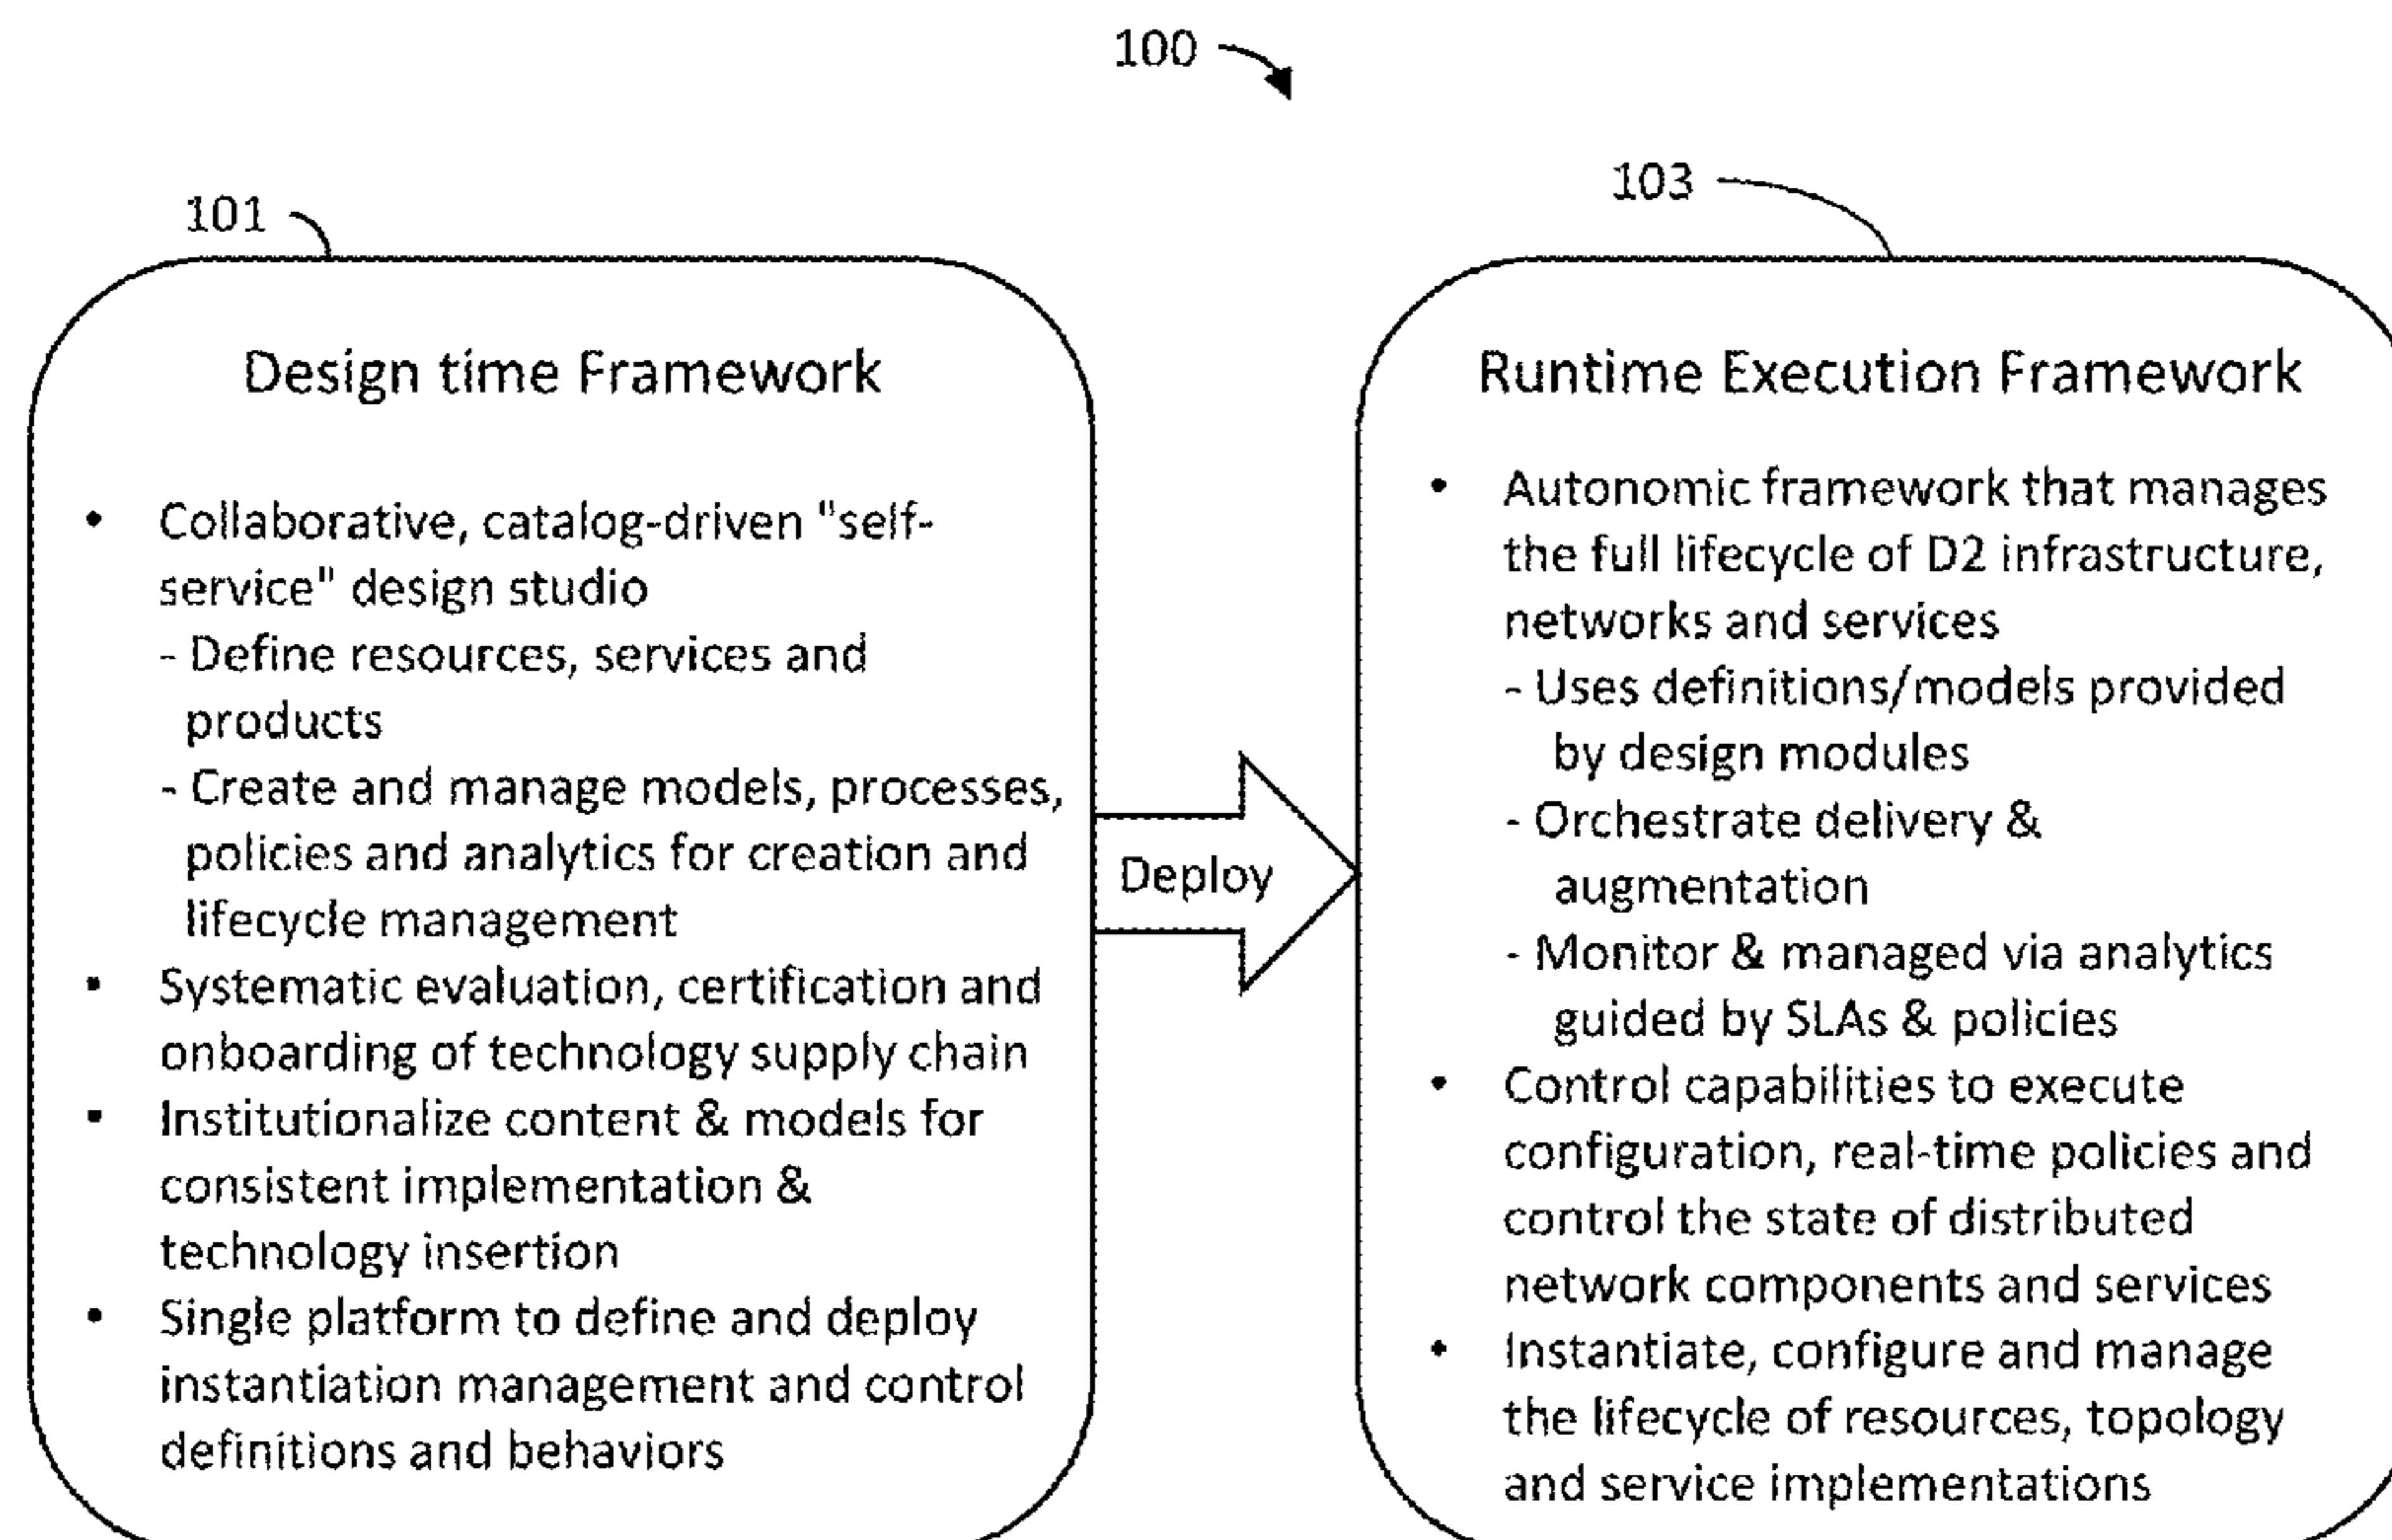 100
101
103
Design time Framework
• Collaborative, catalog-driven "self-
service" design studio
- Define resources, services and
products
- Create and manage models, processes,
policies and analytics for creation and
lifecycle management
▪ Systematic evaluation, certification and
onboarding of technology supply chain
▪ Institutionalize content & models for
consistent implementation &
technology insertion
• Single platform to define and deploy
instantiation management and control
definitions and behaviors
Deploy
Runtime Execution Framework
• Autonomic framework that manages
the full lifecycle of D2 infrastructure,
networks and services
- Uses definitions/models provided
by design modules
- Orchestrate delivery &
augmentation
- Monitor & managed via analytics
guided by SLAs & policies
• Control capabilities to execute
configuration, real-time policies and
control the state of distributed
network components and services
• Instantiate, configure and manage
the lifecycle of resources, topology
and service implementations